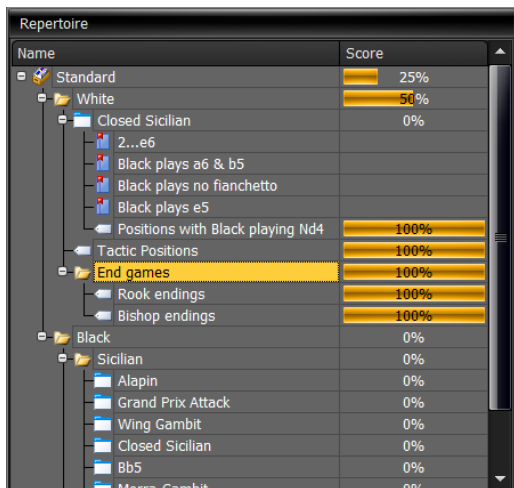 Repertoire
Name Score
Standard 25%
White 50%
Closed Sicilian 0%
2...e6
Black plays a6 & b5
Black plays no fianchetto
Black plays e5
Positions with Black playing Nd4 100%
Tactic Positions 100%
End games 100%
Rook endings 100%
Bishop endings 100%
Black 0%
Sicilian 0%
Alapin 0%
Grand Prix Attack 0%
Wing Gambit 0%
Closed Sicilian 0%
Bb5 0%
Morra Gambit 0%